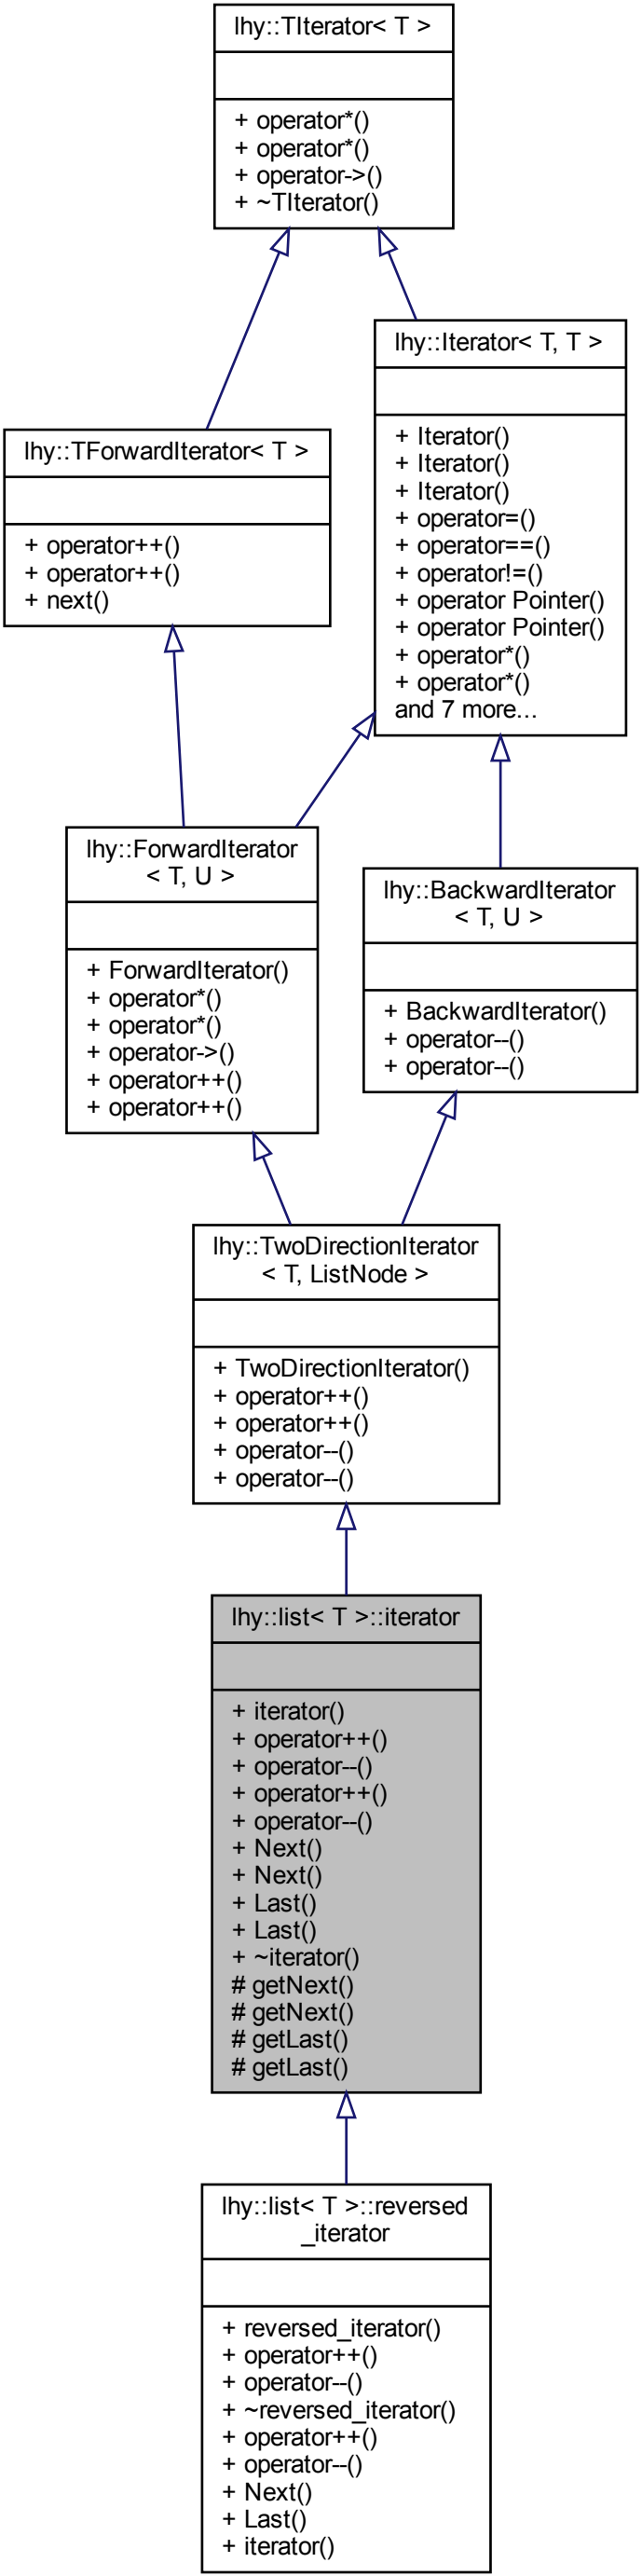 lhy::TIterator< T >
+ operator*()
+ operator*()
+ operator->()
+ ~TIterator()
lhy::Iterator< T, T >
+ Iterator()
+ Iterator()
+ Iterator()
+ operator=()
+ operator==()
+ operator!=()
+ operator Pointer()
+ operator Pointer()
+ operator*()
+ operator*()
and 7 more...
lhy::TForwardIterator< T >
+ operator++()
+ operator++()
+ next()
lhy::ForwardIterator
< T, U >
+ ForwardIterator()
+ operator*()
+ operator*()
+ operator->()
+ operator++()
+ operator++()
lhy::BackwardIterator
< T, U >
+ BackwardIterator()
+ operator--()
+ operator--()
lhy::TwoDirectionIterator
< T, ListNode >
+ TwoDirectionIterator()
+ operator++()
+ operator++()
+ operator--()
+ operator--()
lhy::list< T >::iterator
+ iterator()
+ operator++()
+ operator--()
+ operator++()
+ operator--()
+ Next()
+ Next()
+ Last()
+ Last()
+ ~iterator()
# getNext()
# getNext()
# getLast()
# getLast()
lhy::list< T >::reversed
_iterator
+ reversed_iterator()
+ operator++()
+ operator--()
+ ~reversed_iterator()
+ operator++()
+ operator--()
+ Next()
+ Last()
+ iterator()